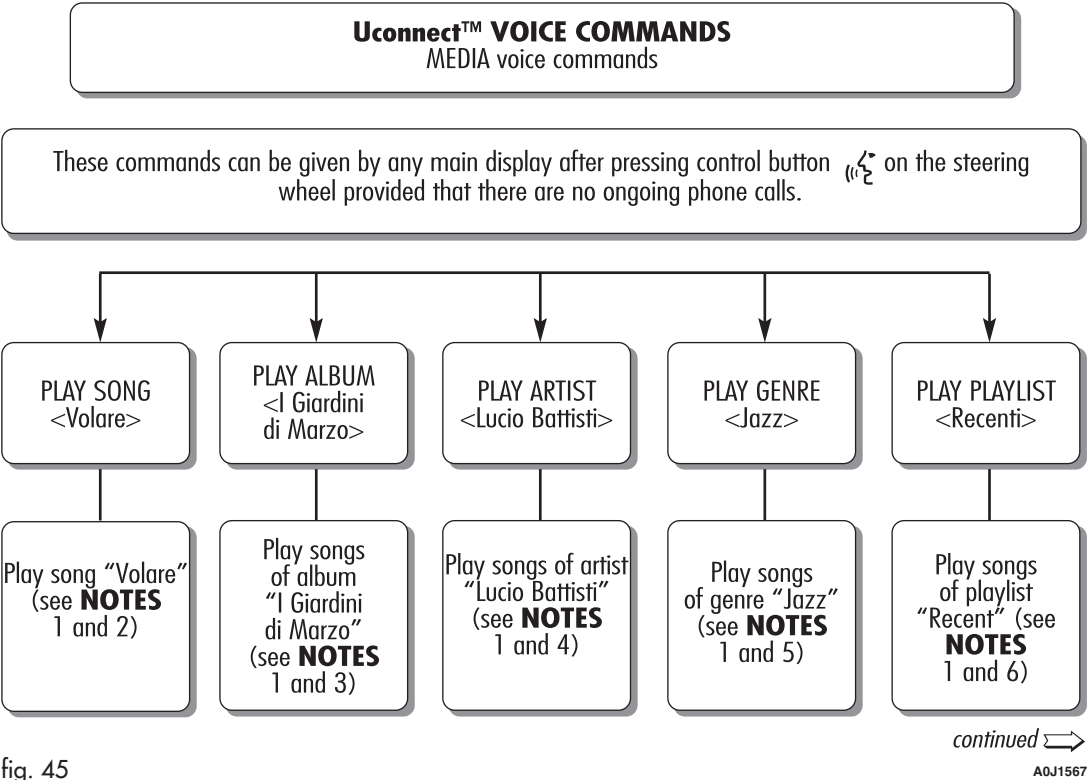 Uconnect™ VOICE COMMANDS
MEDIA voice commands
These commands can be given by any main display after pressing control button on the steering
wheel provided that there are no ongoing phone calls.
PLAY SONG
<Volare>
PLAY ALBUM
<I Giardini
di Marzo>
PLAY ARTIST
<Lucio Battisti>
PLAY GENRE
<Jazz>
PLAY PLAYLIST
<Recenti>
Play song "Volare"
(see NOTES
1 and 2)
Play songs
of album
"I Giardini
di Marzo"
(see NOTES
1 and 3)
Play songs of artist
"Lucio Battisti"
(see NOTES
1 and 4)
Play songs
of genre "Jazz"
(see NOTES
1 and 5)
Play songs
of playlist
"Recent" (see
NOTES
1 and 6)
continued
fig. 45
A0J1567